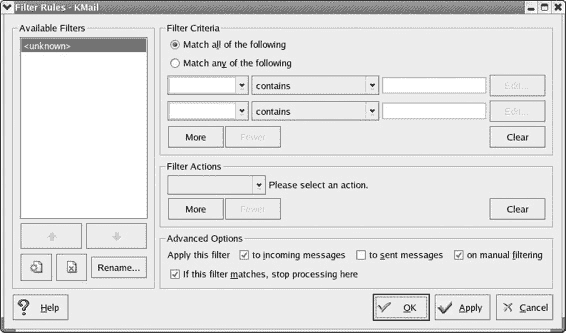 Filter Rules - KMail
Available Filters
<unknown>
Rename...
Filter Criteria
Match all of the following
Match any of the following
contains
Edit...
contains
Edit...
More
Fewer
Clear
Filter Actions
Please select an action.
More
Fewer
Clear
Advanced Options
Apply this filter
to incoming messages
to sent messages
on manual filtering
If this filter matches, stop processing here
Help
OK
Apply
Cancel